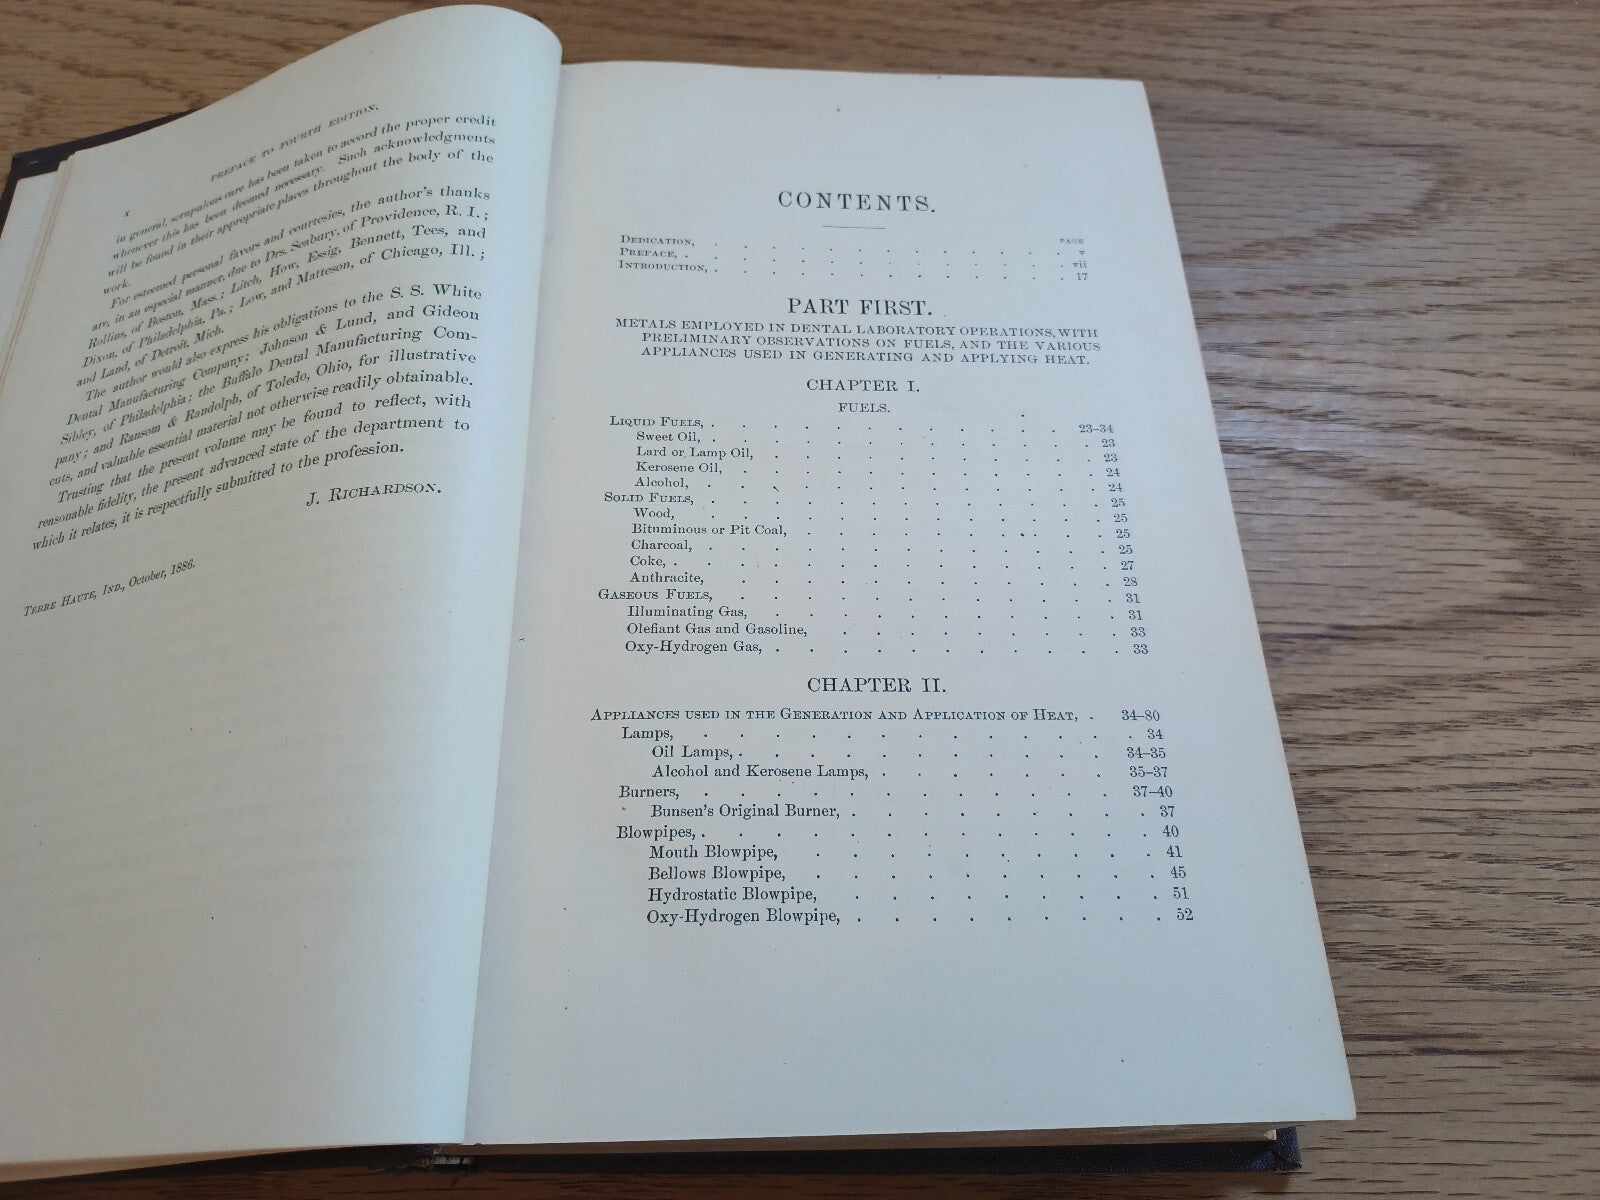 x
PREFACE TO FOURTH EDITION.
in general, scrupulous care has been taken to accord the proper credit
whenever this has been deemed necessary. Such acknowledgments
will be found in their appropriate places throughout the body of the
work.
For esteemed personal favors and courtesies, the author's thanks
are, in an especial manner, due to Drs. Seabury, of Providence, R. I.;
Rollins, of Boston, Mass.; Litch, How, Essig, Bennett, Tees, and
Dixon, of Philadelphia, Pa.; Low, and Matteson, of Chicago, Ill.;
and Land, of Detroit, Mich.
The author would also express his obligations to the S. S. White
Dental Manufacturing Company; Johnson & Lund, and Gideon
Sibley, of Philadelphia; the Buffalo Dental Manufacturing Com-
pany; and Ransom & Randolph, of Toledo, Ohio, for illustrative
cuts, and valuable essential material not otherwise readily obtainable.
Trusting that the present volume may be found to reflect, with
reasonable fidelity, the present advanced state of the department to
which it relates, it is respectfully submitted to the profession.
J. RICHARDSON.
TERRE HAUTE, IND., October, 1886.
CONTENTS.
PAGE
DEDICATION, . . . . . . . . . . . v
PREFACE, . . . . . . . . . . . . vii
INTRODUCTION, . . . . . . . . . . . 17
PART FIRST.
METALS EMPLOYED IN DENTAL LABORATORY OPERATIONS, WITH
PRELIMINARY OBSERVATIONS ON FUELS, AND THE VARIOUS
APPLIANCES USED IN GENERATING AND APPLYING HEAT.
CHAPTER I.
FUELS.
LIQUID FUELS, . . . . . . . . . . . 23–34
Sweet Oil, . . . . . . . . . . . . 23
Lard or Lamp Oil, . . . . . . . . . . 23
Kerosene Oil, . . . . . . . . . . . 24
Alcohol, . . . . . . . . . . . . 24
SOLID FUELS, . . . . . . . . . . . . 25
Wood, . . . . . . . . . . . . 25
Bituminous or Pit Coal, . . . . . . . . . 25
Charcoal, . . . . . . . . . . . . 25
Coke, . . . . . . . . . . . . . 27
Anthracite, . . . . . . . . . . . 28
GASEOUS FUELS, . . . . . . . . . . . 31
Illuminating Gas, . . . . . . . . . . 31
Olefiant Gas and Gasoline, . . . . . . . . 33
Oxy-Hydrogen Gas, . . . . . . . . . . 33
CHAPTER II.
APPLIANCES USED IN THE GENERATION AND APPLICATION OF HEAT, . 34–80
Lamps, . . . . . . . . . . . . . 34
Oil Lamps, . . . . . . . . . . . 34–35
Alcohol and Kerosene Lamps, . . . . . . . 35–37
Burners, . . . . . . . . . . . . 37–40
Bunsen's Original Burner, . . . . . . . . . 37
Blowpipes, . . . . . . . . . . . . . 40
Mouth Blowpipe, . . . . . . . . . . 41
Bellows Blowpipe, . . . . . . . . . . 45
Hydrostatic Blowpipe, . . . . . . . . . 51
Oxy-Hydrogen Blowpipe, . . . . . . . . . 52